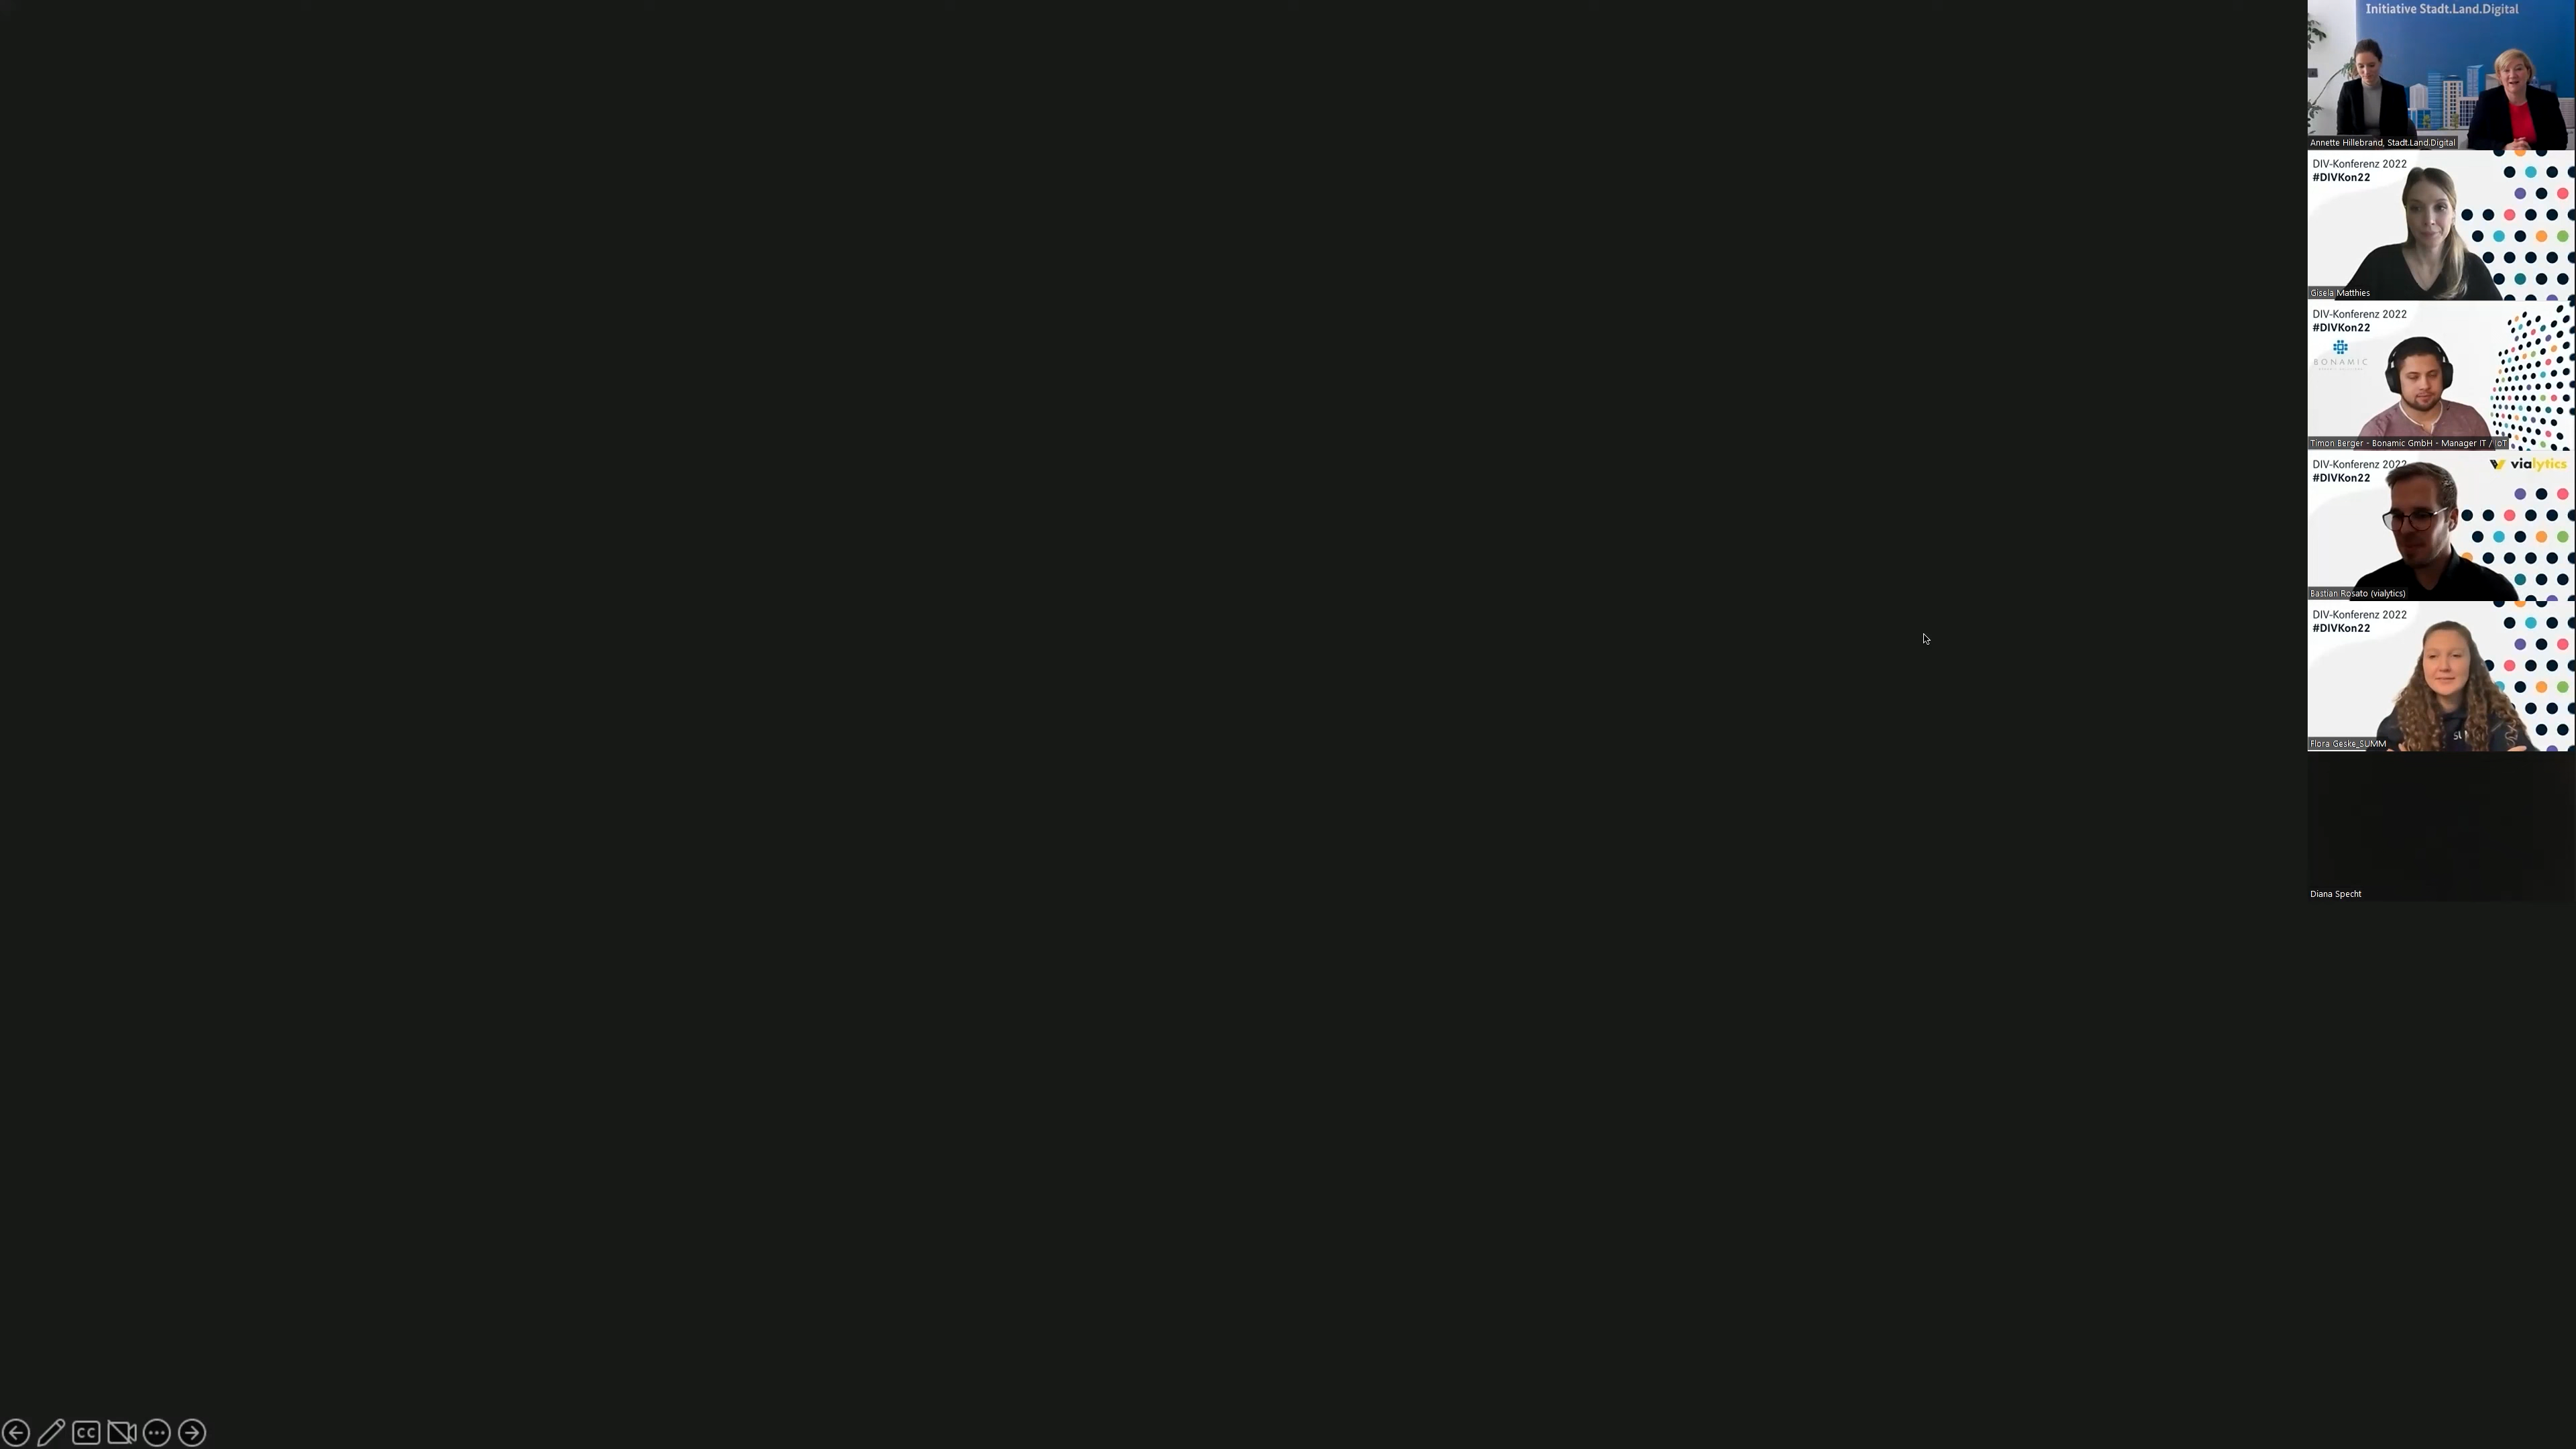 Initiative Stadt.Land.Digital
Annette Hillebrand, Stadt.Land.Digital
DIV-Konferenz 2022
#DIVKon22
Gisela Matthies
DIV-Konferenz 2022
#DIVKon22
BONAMIC
Timon Berger - Bonamic GmbH - Manager IT / IoT
DIV-Konferenz 2022
#DIVKon22
vialytics
Bastian Rosato (vialytics)
DIV-Konferenz 2022
#DIVKon22
Flora Geske_SUMM
Diana Specht
CC